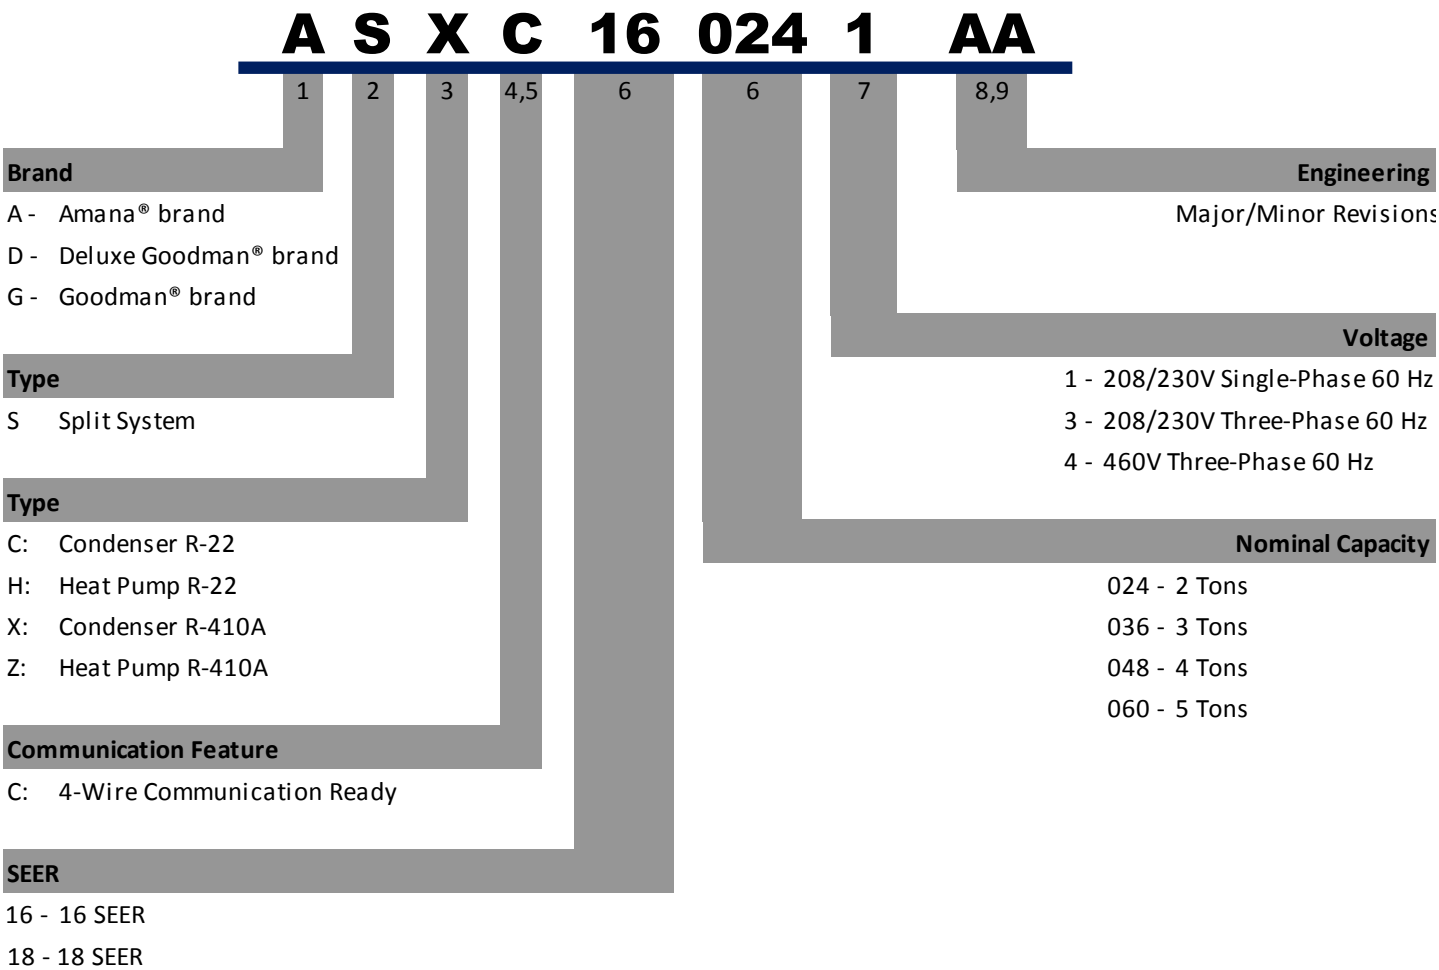 A S X C 16 024 1 AA
1 2 3 4,5 6 6 7 8,9
Brand
A - Amana® brand
D - Deluxe Goodman® brand
G - Goodman® brand
Type
S Split System
Type
C: Condenser R-22
H: Heat Pump R-22
X: Condenser R-410A
Z: Heat Pump R-410A
Communication Feature
C: 4-Wire Communication Ready
SEER
16 - 16 SEER
18 - 18 SEER
Engineering
Major/Minor Revisions
Voltage
1 - 208/230V Single-Phase 60 Hz
3 - 208/230V Three-Phase 60 Hz
4 - 460V Three-Phase 60 Hz
Nominal Capacity
024 - 2 Tons
036 - 3 Tons
048 - 4 Tons
060 - 5 Tons